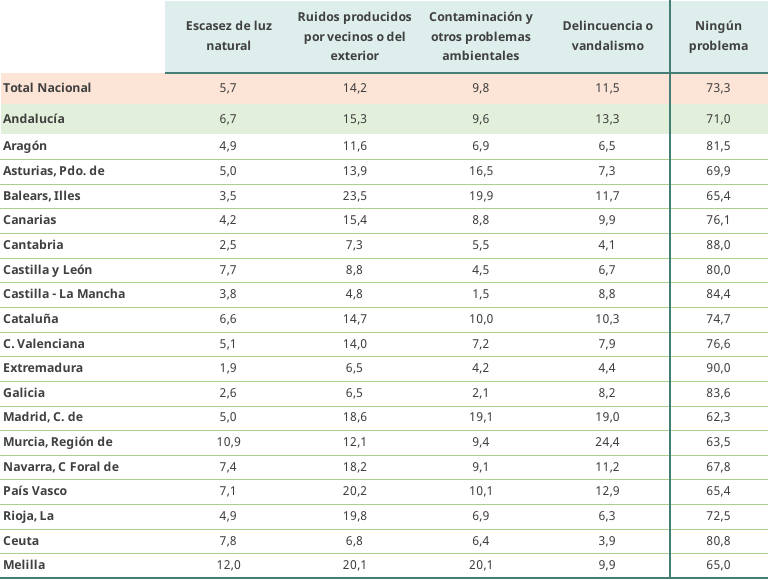 Escasez de luz natural Ruidos producidos por vecinos o del exterior Contaminación y otros problemas ambientales Delincuencia o vandalismo Ningún problema
Total Nacional 5,7 14,2 9,8 11,5 73,3
Andalucía 6,7 15,3 9,6 13,3 71,0
Aragón 4,9 11,6 6,9 6,5 81,5
Asturias, Pdo. de 5,0 13,9 16,5 7,3 69,9
Balears, Illes 3,5 23,5 19,9 11,7 65,4
Canarias 4,2 15,4 8,8 9,9 76,1
Cantabria 2,5 7,3 5,5 4,1 88,0
Castilla y León 7,7 8,8 4,5 6,7 80,0
Castilla - La Mancha 3,8 4,8 1,5 8,8 84,4
Cataluña 6,6 14,7 10,0 10,3 74,7
C. Valenciana 5,1 14,0 7,2 7,9 76,6
Extremadura 1,9 6,5 4,2 4,4 90,0
Galicia 2,6 6,5 2,1 8,2 83,6
Madrid, C. de 5,0 18,6 19,1 19,0 62,3
Murcia, Región de 10,9 12,1 9,4 24,4 63,5
Navarra, C Foral de 7,4 18,2 9,1 11,2 67,8
País Vasco 7,1 20,2 10,1 12,9 65,4
Rioja, La 4,9 19,8 6,9 6,3 72,5
Ceuta 7,8 6,8 6,4 3,9 80,8
Melilla 12,0 20,1 20,1 9,9 65,0